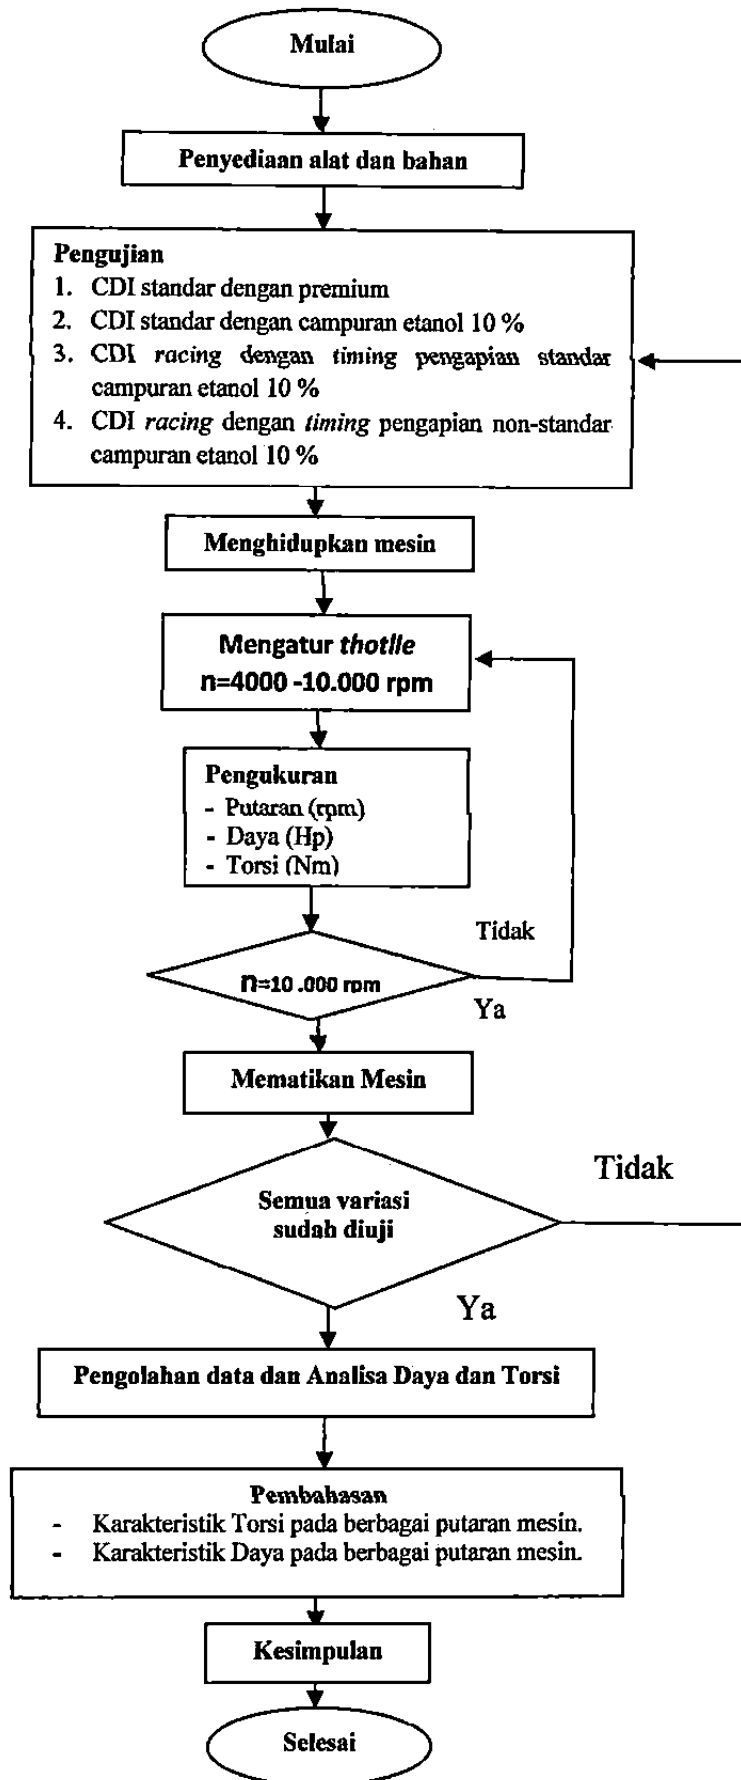 Mulai
Penyediaan alat dan bahan
Pengujian
1. CDI standar dengan premium
2. CDI standar dengan campuran etanol 10 %
3. CDI racing dengan timing pengapian standar
campuran etanol 10 %
4. CDI racing dengan timing pengapian non-standar
campuran etanol 10 %
Menghidupkan mesin
Mengatur thotlle
n=4000 -10.000 rpm
Pengukuran
- Putaran (rpm)
- Daya (Hp)
- Torsi (Nm)
Tidak
n=10 .000 rpm
Ya
Mematikan Mesin
Tidak
Semua variasi
sudah diuji
Ya
Pengolahan data dan Analisa Daya dan Torsi
Pembahasan
- Karakteristik Torsi pada berbagai putaran mesin.
- Karakteristik Daya pada berbagai putaran mesin.
Kesimpulan
Selesai